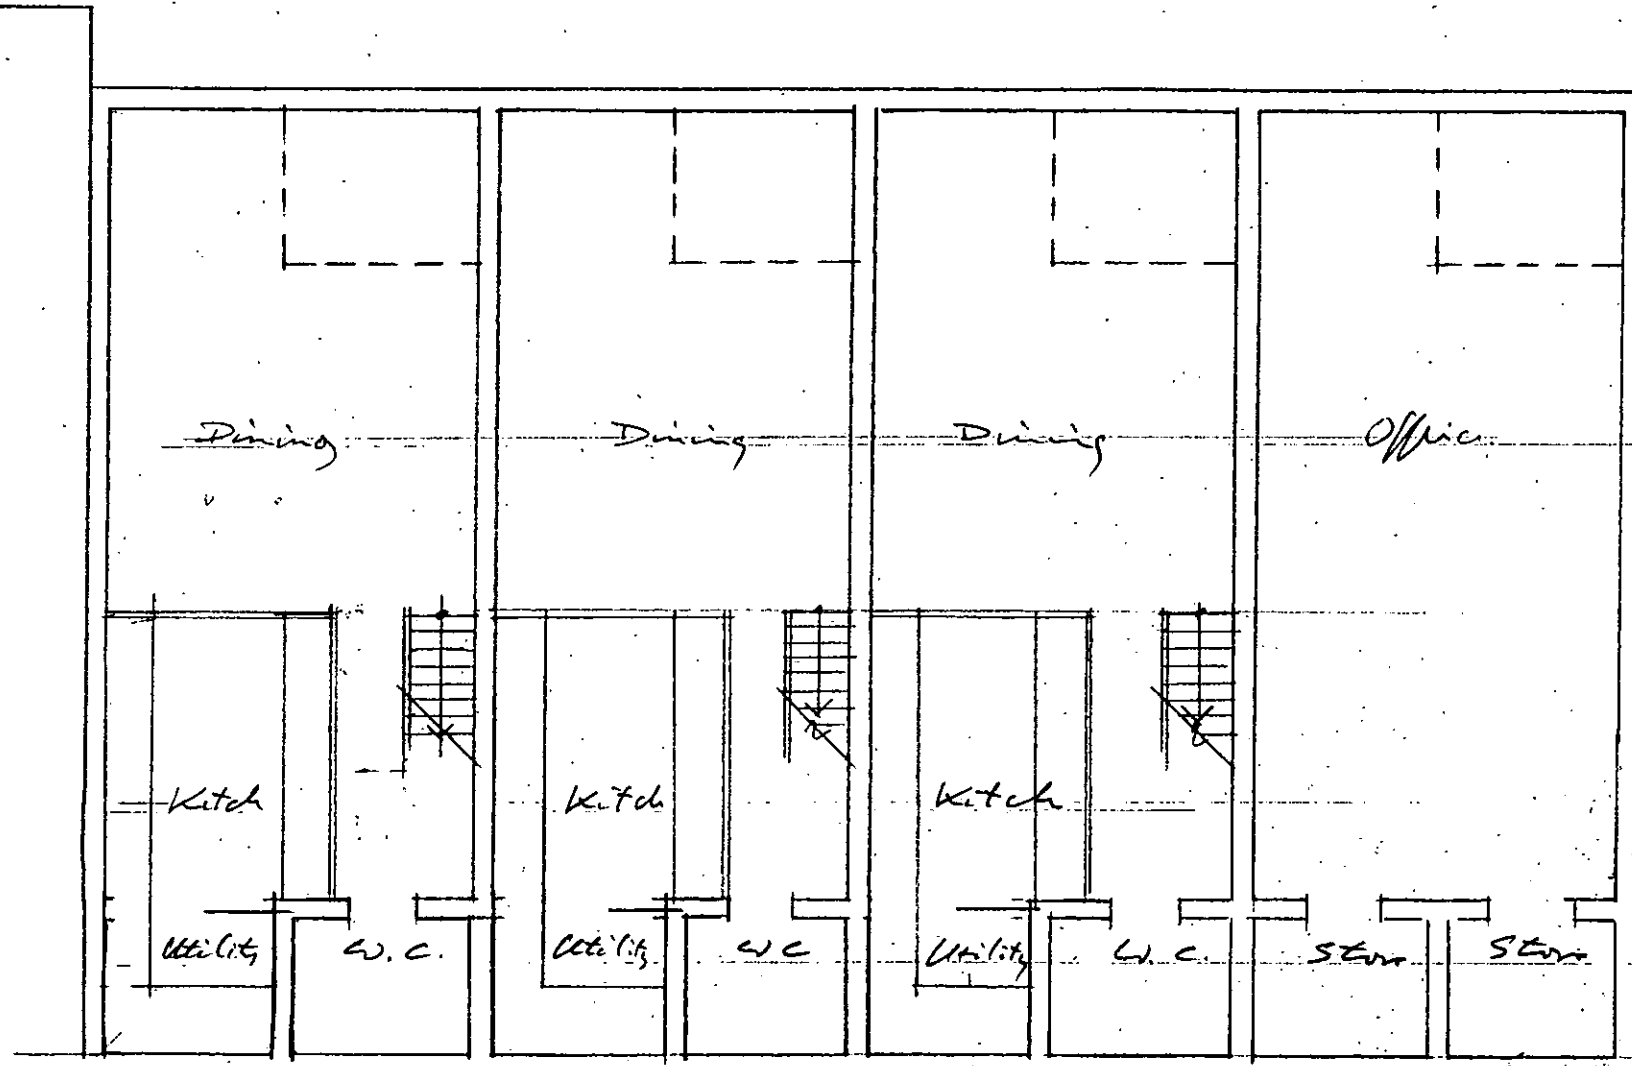 Dining Dining Dining Office
Kitch Kitch Kitch
Utility W.C. Utility WC Utility W.C. Store Store